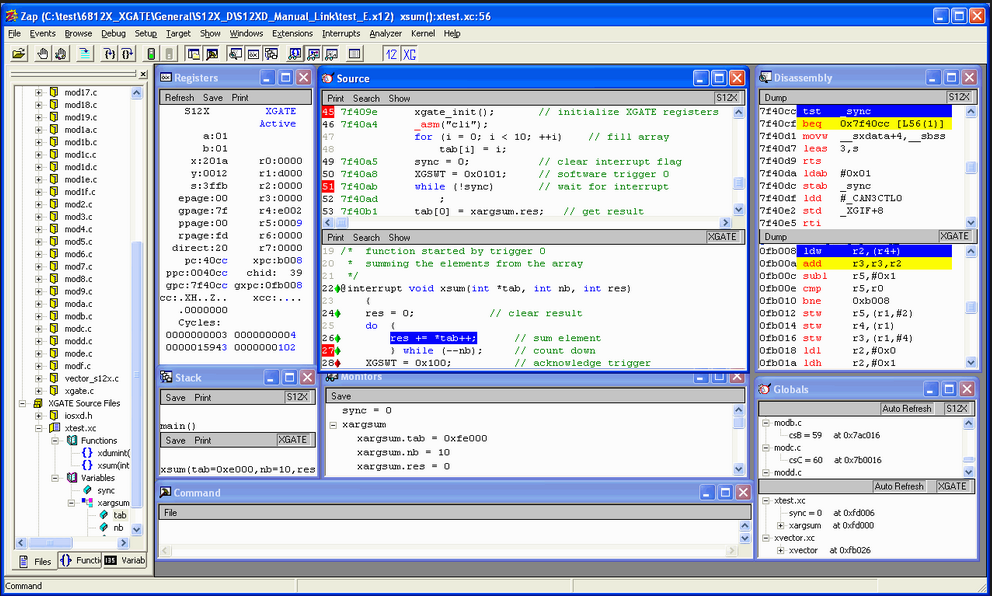 Zap (C:\test\6812X_XGATE\General\S12X_D\S12XD_Manual_Link\test_E.x12) xsum():xtest.xc:56
File Events Browse Debug Setup Target Show Windows Extensions Interrupts Analyzer Kernel Help
12 XG
mod17.c
mod18.c
mod19.c
mod1a.c
mod1b.c
mod1c.c
mod1d.c
mod1e.c
mod1f.c
mod2.c
mod3.c
mod4.c
mod5.c
mod6.c
mod7.c
mod8.c
mod9.c
moda.c
modb.c
modc.c
modd.c
mode.c
modf.c
vector_s12x.c
xgate.c
XGATE Source Files
iosxd.h
xtest.xc
Functions
xdumint(
xsum(int
Variables
sync
xargsum
tab
nb
Files Functi Variab
Registers
Refresh Save Print
S12X XGATE
Active
a:01
b:01
x:201a r0:0000
y:0012 r1:d000
s:3ffb r2:0000
epage:00 r3:0000
gpage:7f r4:e002
ppage:00 r5:0009
rpage:fd r6:0000
direct:20 r7:0000
pc:40cc xpc:b008
ppc:0040cc chid: 39
gpc:7f40cc gxpc:0fb008
cc:.XH..Z.. xcc:....
.0000000
Cycles:
0000000003 0000000004
0000015943 0000000102
Source
Print Search Show S12X
45 7f409e xgate_init(); // initialize XGATE registers
46 7f40a4 _asm("cli");
47 for (i = 0; i < 10; ++i) // fill array
48 tab[i] = i;
49 7f40a5 sync = 0; // clear interrupt flag
50 7f40a8 XGSWT = 0x0101; // software trigger 0
51 7f40ab while (!sync) // wait for interrupt
52 7f40ad ;
53 7f40b1 tab[0] = xargsum.res; // get result
Print Search Show XGATE
19 /* function started by trigger 0
20 * summing the elements from the array
21 */
22 @interrupt void xsum(int *tab, int nb, int res)
23 {
24 res = 0; // clear result
25 do {
26 res += *tab++; // sum element
27 } while (--nb); // count down
28 XGSWT = 0x100; // acknowledge trigger
Disassembly
Dump S12X
7f40cc tst _sync
7f40cf beq 0x7f40cc [L56(1)]
7f40d1 movw __sxdata+4,__sbss
7f40d7 leas 3,s
7f40d9 rts
7f40da ldab #0x01
7f40dc stab _sync
7f40df ldd #_CAN3CTL0
7f40e2 std _XGIF+8
7f40e5 rti
Dump XGATE
0fb008 ldw r2,(r4+)
0fb00a add r3,r3,r2
0fb00c subl r5,#0x01
0fb00e cmp r5,r0
0fb010 bne 0xb008
0fb012 stw r5,(r1,#2)
0fb014 stw r4,(r1)
0fb016 stw r3,(r1,#4)
0fb018 ldl r2,#0x00
0fb01a ldh r2,#0x01
Stack
Save Print S12X
main()
Save Print XGATE
xsum(tab=0xe000,nb=10,res
Monitors
Save
sync = 0
xargsum
xargsum.tab = 0xfe000
xargsum.nb = 10
xargsum.res = 0
Command
File
Globals
Auto Refresh S12X
modb.c
csB = 59 at 0x7ac016
modc.c
csC = 60 at 0x7b0016
modd.c
Auto Refresh XGATE
xtest.xc
sync = 0 at 0xfd006
xargsum at 0xfd000
xvector.xc
xvector at 0xfb026
Command